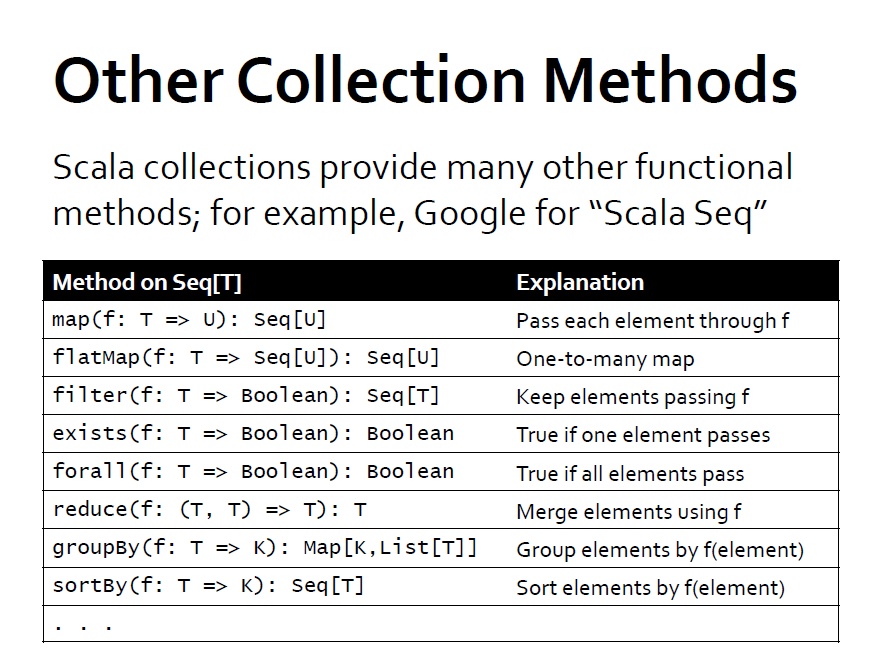 Other Collection Methods
Scala collections provide many other functional
methods; for example, Google for “Scala Seq”
Method on Seq[T] Explanation
map(f: T => U): Seq[U] Pass each element through f
flatMap(f: T => Seq[U]): Seq[U] One-to-many map
filter(f: T => Boolean): Seq[T] Keep elements passing f
exists(f: T => Boolean): Boolean True if one element passes
forall(f: T => Boolean): Boolean True if all elements pass
reduce(f: (T, T) => T): T Merge elements using f
groupBy(f: T => K): Map[K,List[T]] Group elements by f(element)
sortBy(f: T => K): Seq[T] Sort elements by f(element)
. . .